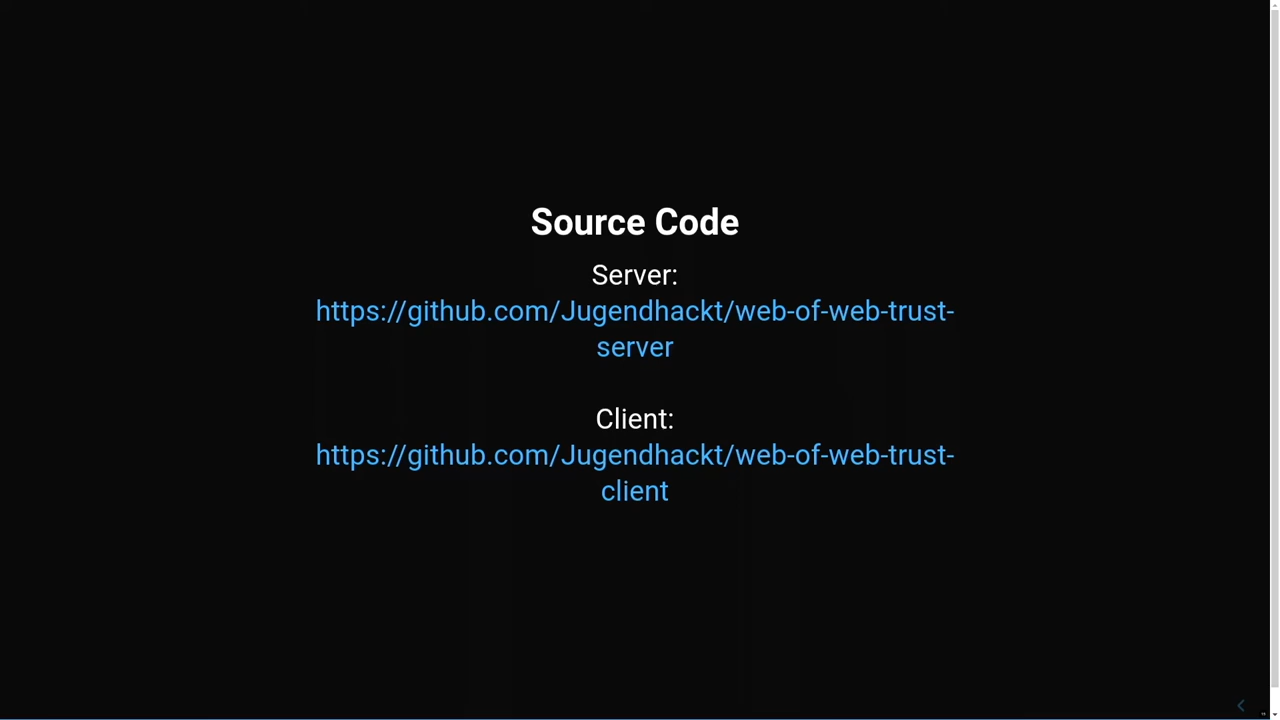 Source Code
Server:
https://github.com/Jugendhackt/web-of-web-trust-
server
Client:
https://github.com/Jugendhackt/web-of-web-trust-
client